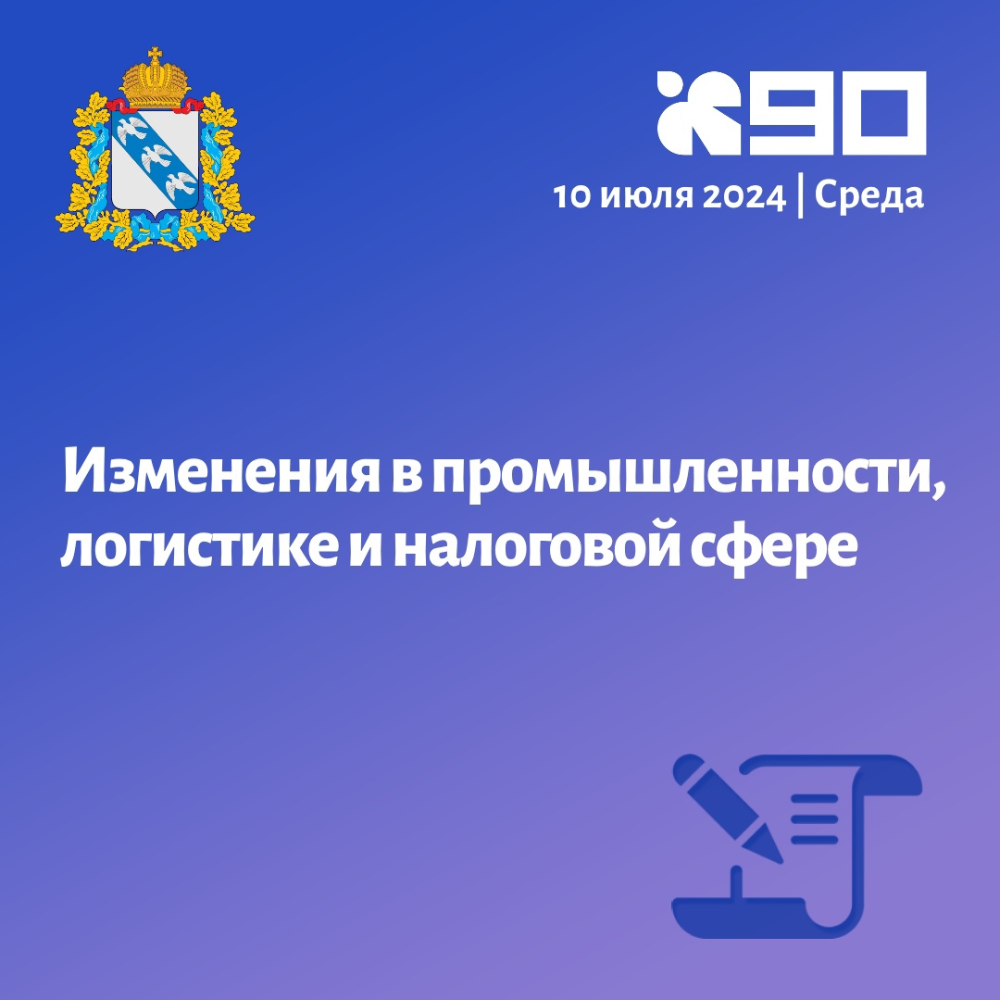 90
10 июля 2024 | Среда
Изменения в промышленности,
логистике и налоговой сфере